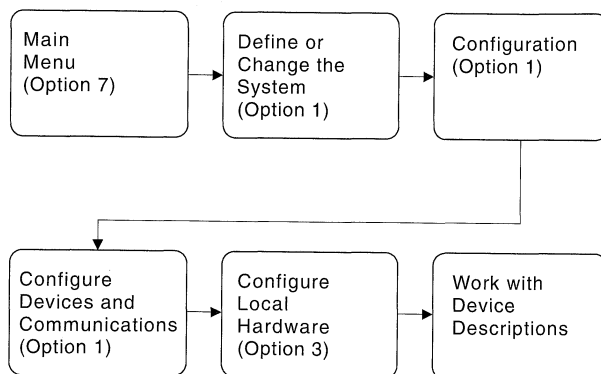 Main
Menu
(Option 7)
Define or
Change the
System
(Option 1)
Configuration
(Option 1)
Configure
Devices and
Communications
(Option 1)
Configure
Local
Hardware
(Option 3)
Work with
Device
Descriptions